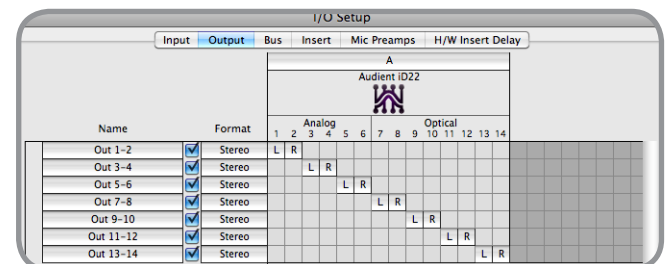 I/O Setup
Input Output Bus Insert Mic Preamps H/W Insert Delay
A
Audient iD22
Analog Optical
Name Format 1 2 3 4 5 6 7 8 9 10 11 12 13 14
Out 1-2 Stereo L R
Out 3-4 Stereo L R
Out 5-6 Stereo L R
Out 7-8 Stereo L R
Out 9-10 Stereo L R
Out 11-12 Stereo L R
Out 13-14 Stereo L R